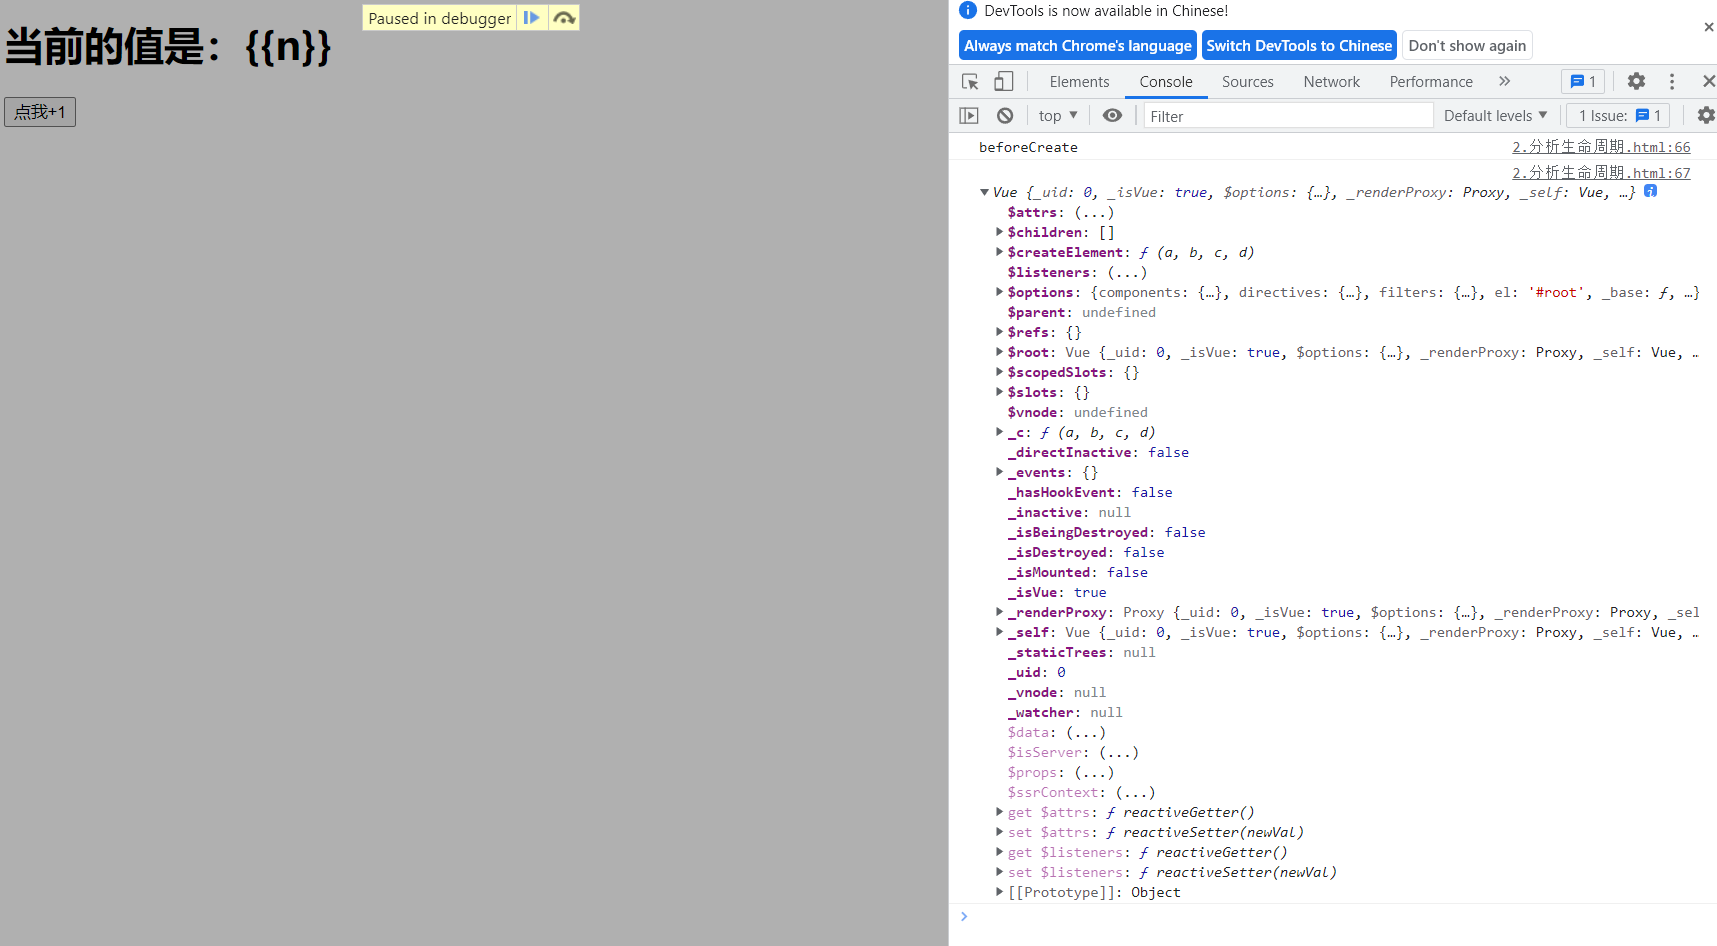 Paused in debugger
当前的值是：{{n}}
点我+1
DevTools is now available in Chinese!
Always match Chrome's language
Switch DevTools to Chinese
Don't show again
Elements
Console
Sources
Network
Performance
1
top
Filter
Default levels
1 Issue:
1
beforeCreate
2.分析生命周期.html:66
2.分析生命周期.html:67
Vue {_uid: 0, _isVue: true, $options: {…}, _renderProxy: Proxy, _self: Vue, …}
$attrs: (...)
$children: []
$createElement: ƒ (a, b, c, d)
$listeners: (...)
$options: {components: {…}, directives: {…}, filters: {…}, el: '#root', _base: ƒ, …}
$parent: undefined
$refs: {}
$root: Vue {_uid: 0, _isVue: true, $options: {…}, _renderProxy: Proxy, _self: Vue, …
$scopedSlots: {}
$slots: {}
$vnode: undefined
_c: ƒ (a, b, c, d)
_directInactive: false
_events: {}
_hasHookEvent: false
_inactive: null
_isBeingDestroyed: false
_isDestroyed: false
_isMounted: false
_isVue: true
_renderProxy: Proxy {_uid: 0, _isVue: true, $options: {…}, _renderProxy: Proxy, _sel
_self: Vue {_uid: 0, _isVue: true, $options: {…}, _renderProxy: Proxy, _self: Vue, …
_staticTrees: null
_uid: 0
_vnode: null
_watcher: null
$data: (...)
$isServer: (...)
$props: (...)
$ssrContext: (...)
get $attrs: ƒ reactiveGetter()
set $attrs: ƒ reactiveSetter(newVal)
get $listeners: ƒ reactiveGetter()
set $listeners: ƒ reactiveSetter(newVal)
[[Prototype]]: Object